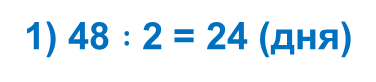 1) 48 : 2 = 24 (дня)